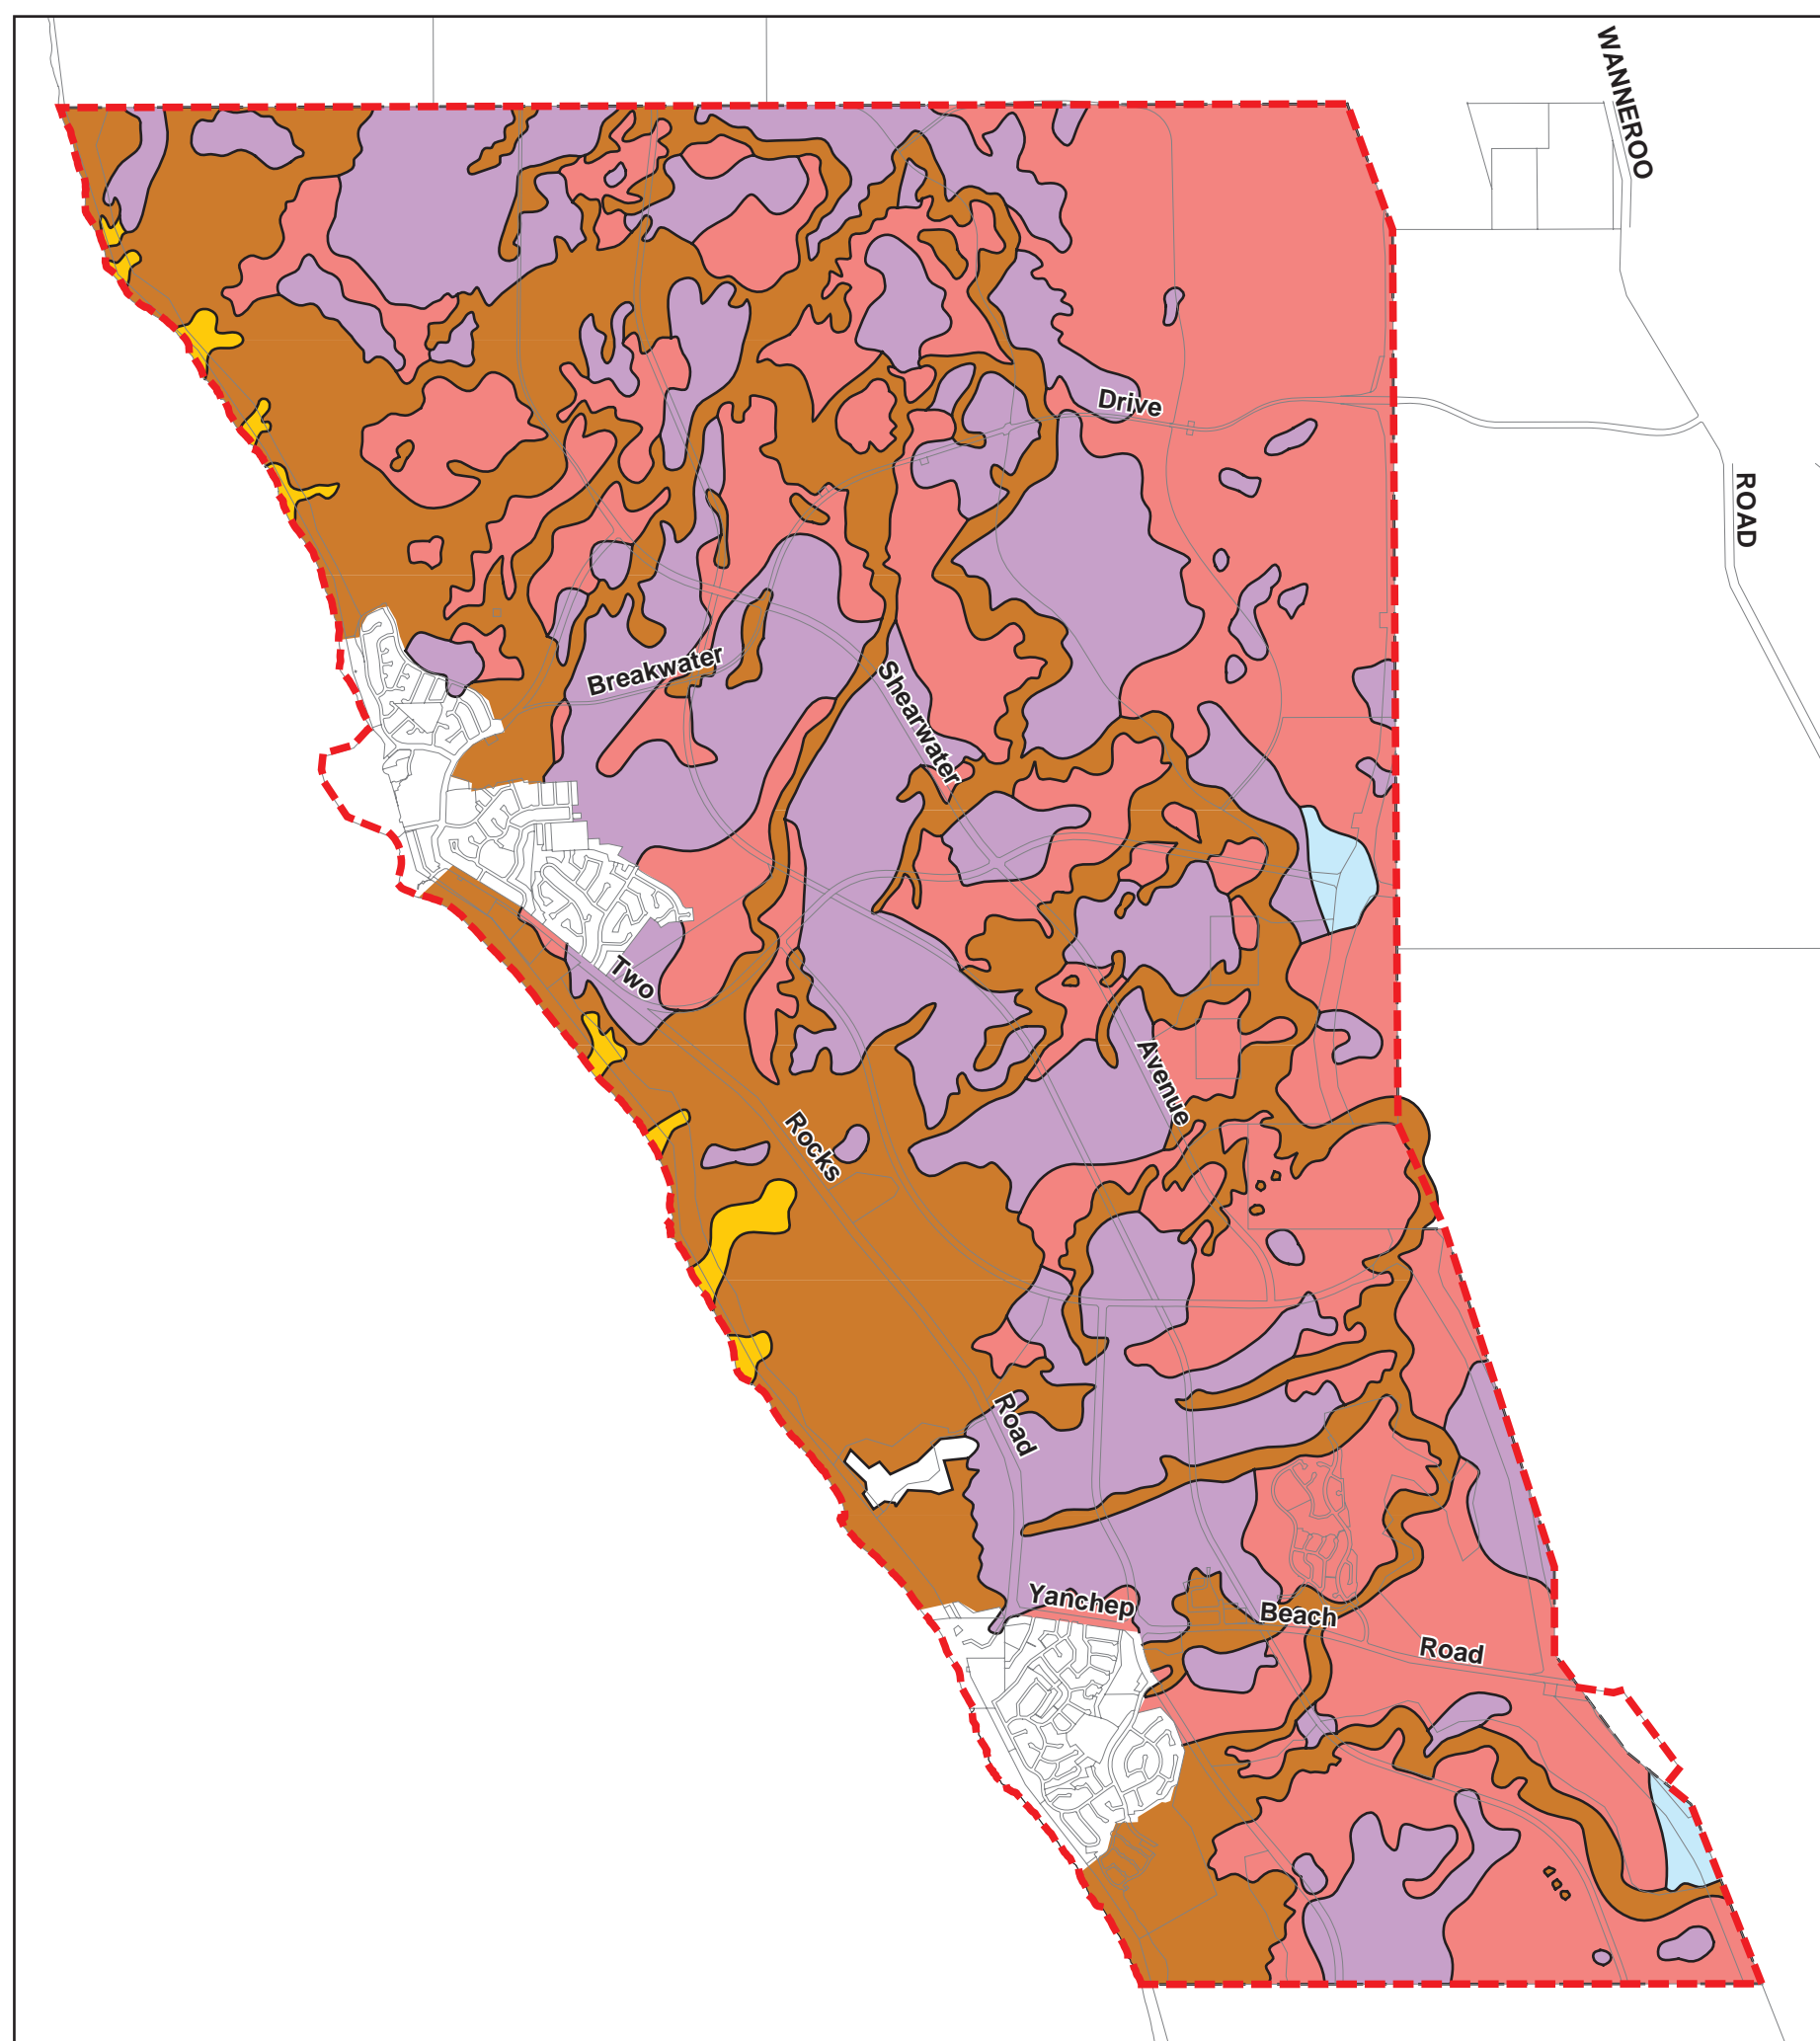 WANNEROO
ROAD
Drive
Breakwater
Shearwater
Avenue
Two
Rocks
Road
Yanchep
Beach
Road